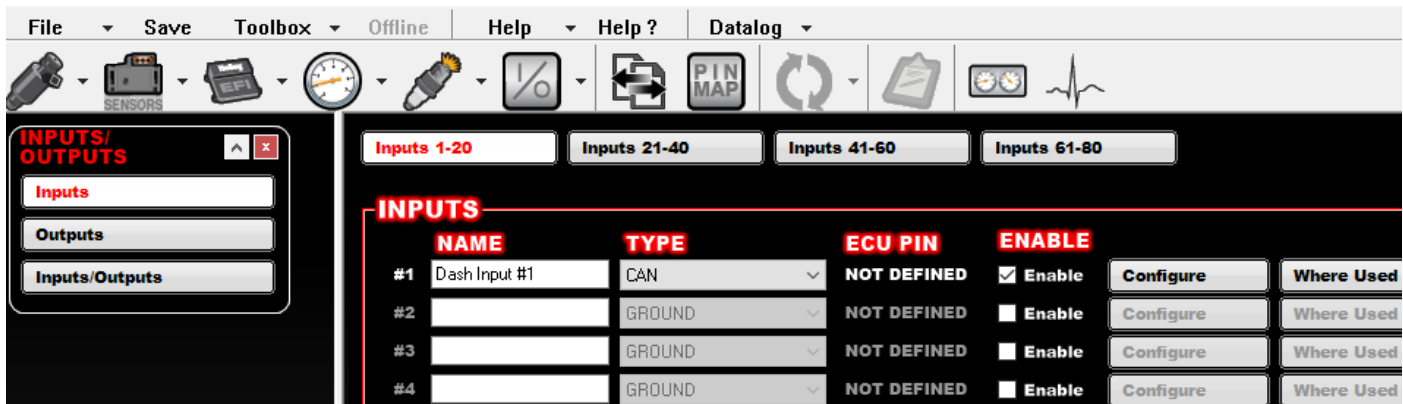 File Save Toolbox Offline Help Help ? Datalog
SENSORS
Holley
EFI
I/O
PIN
MAP
INPUTS/
OUTPUTS
Inputs
Outputs
Inputs/Outputs
Inputs 1-20 Inputs 21-40 Inputs 41-60 Inputs 61-80
INPUTS
NAME TYPE ECU PIN ENABLE
#1 Dash Input #1 CAN NOT DEFINED Enable Configure Where Used
#2 GROUND NOT DEFINED Enable Configure Where Used
#3 GROUND NOT DEFINED Enable Configure Where Used
#4 GROUND NOT DEFINED Enable Configure Where Used